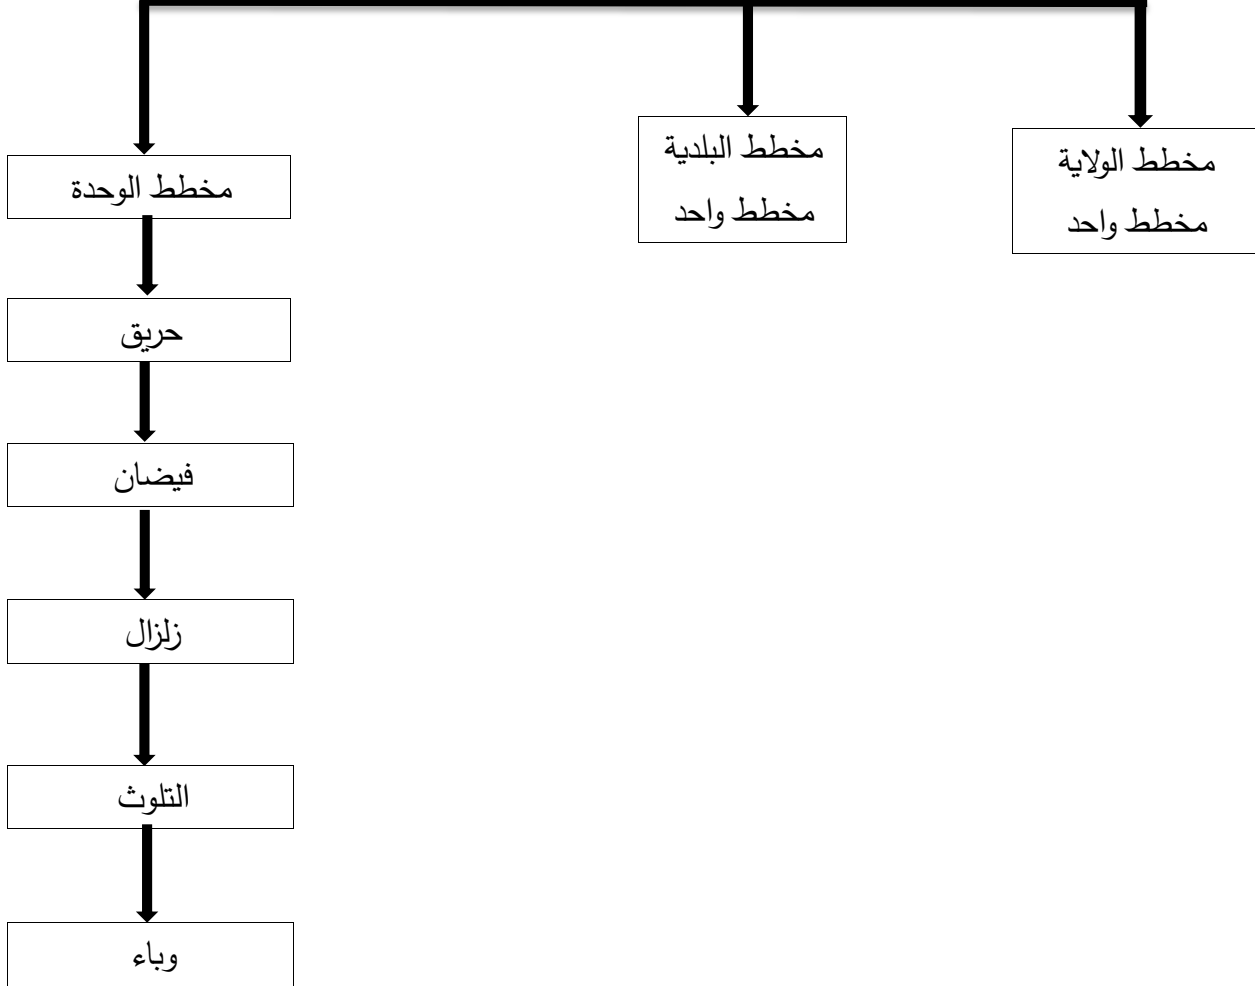 مخطط الولاية
مخطط واحد
مخطط البلدية
مخطط واحد
مخطط الوحدة
حريق
فيضان
زلزال
التلوث
وباء